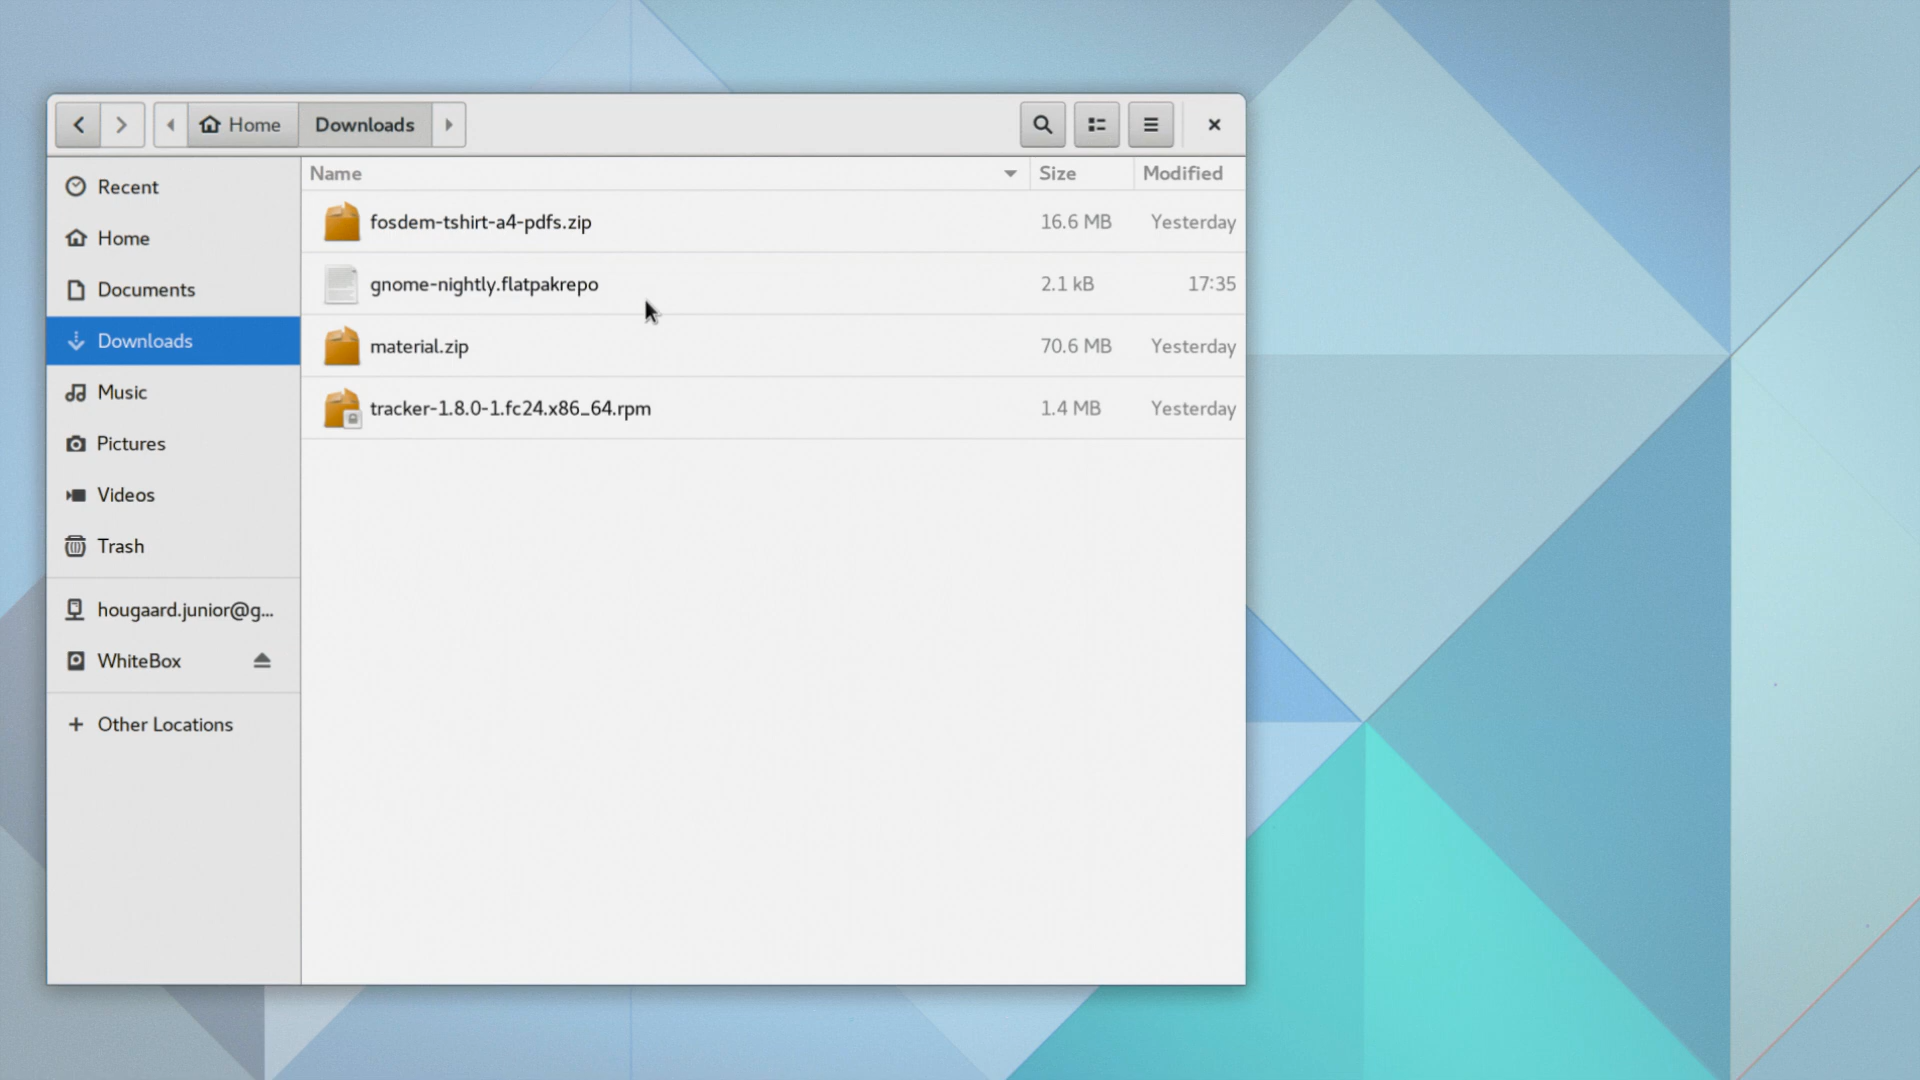 Home Downloads
Name Size Modified
Recent
Home
Documents
Downloads
Music
Pictures
Videos
Trash
hougaard.junior@g...
WhiteBox
Other Locations
fosdem-tshirt-a4-pdfs.zip 16.6 MB Yesterday
gnome-nightly.flatpakrepo 2.1 kB 17:35
material.zip 70.6 MB Yesterday
tracker-1.8.0-1.fc24.x86_64.rpm 1.4 MB Yesterday